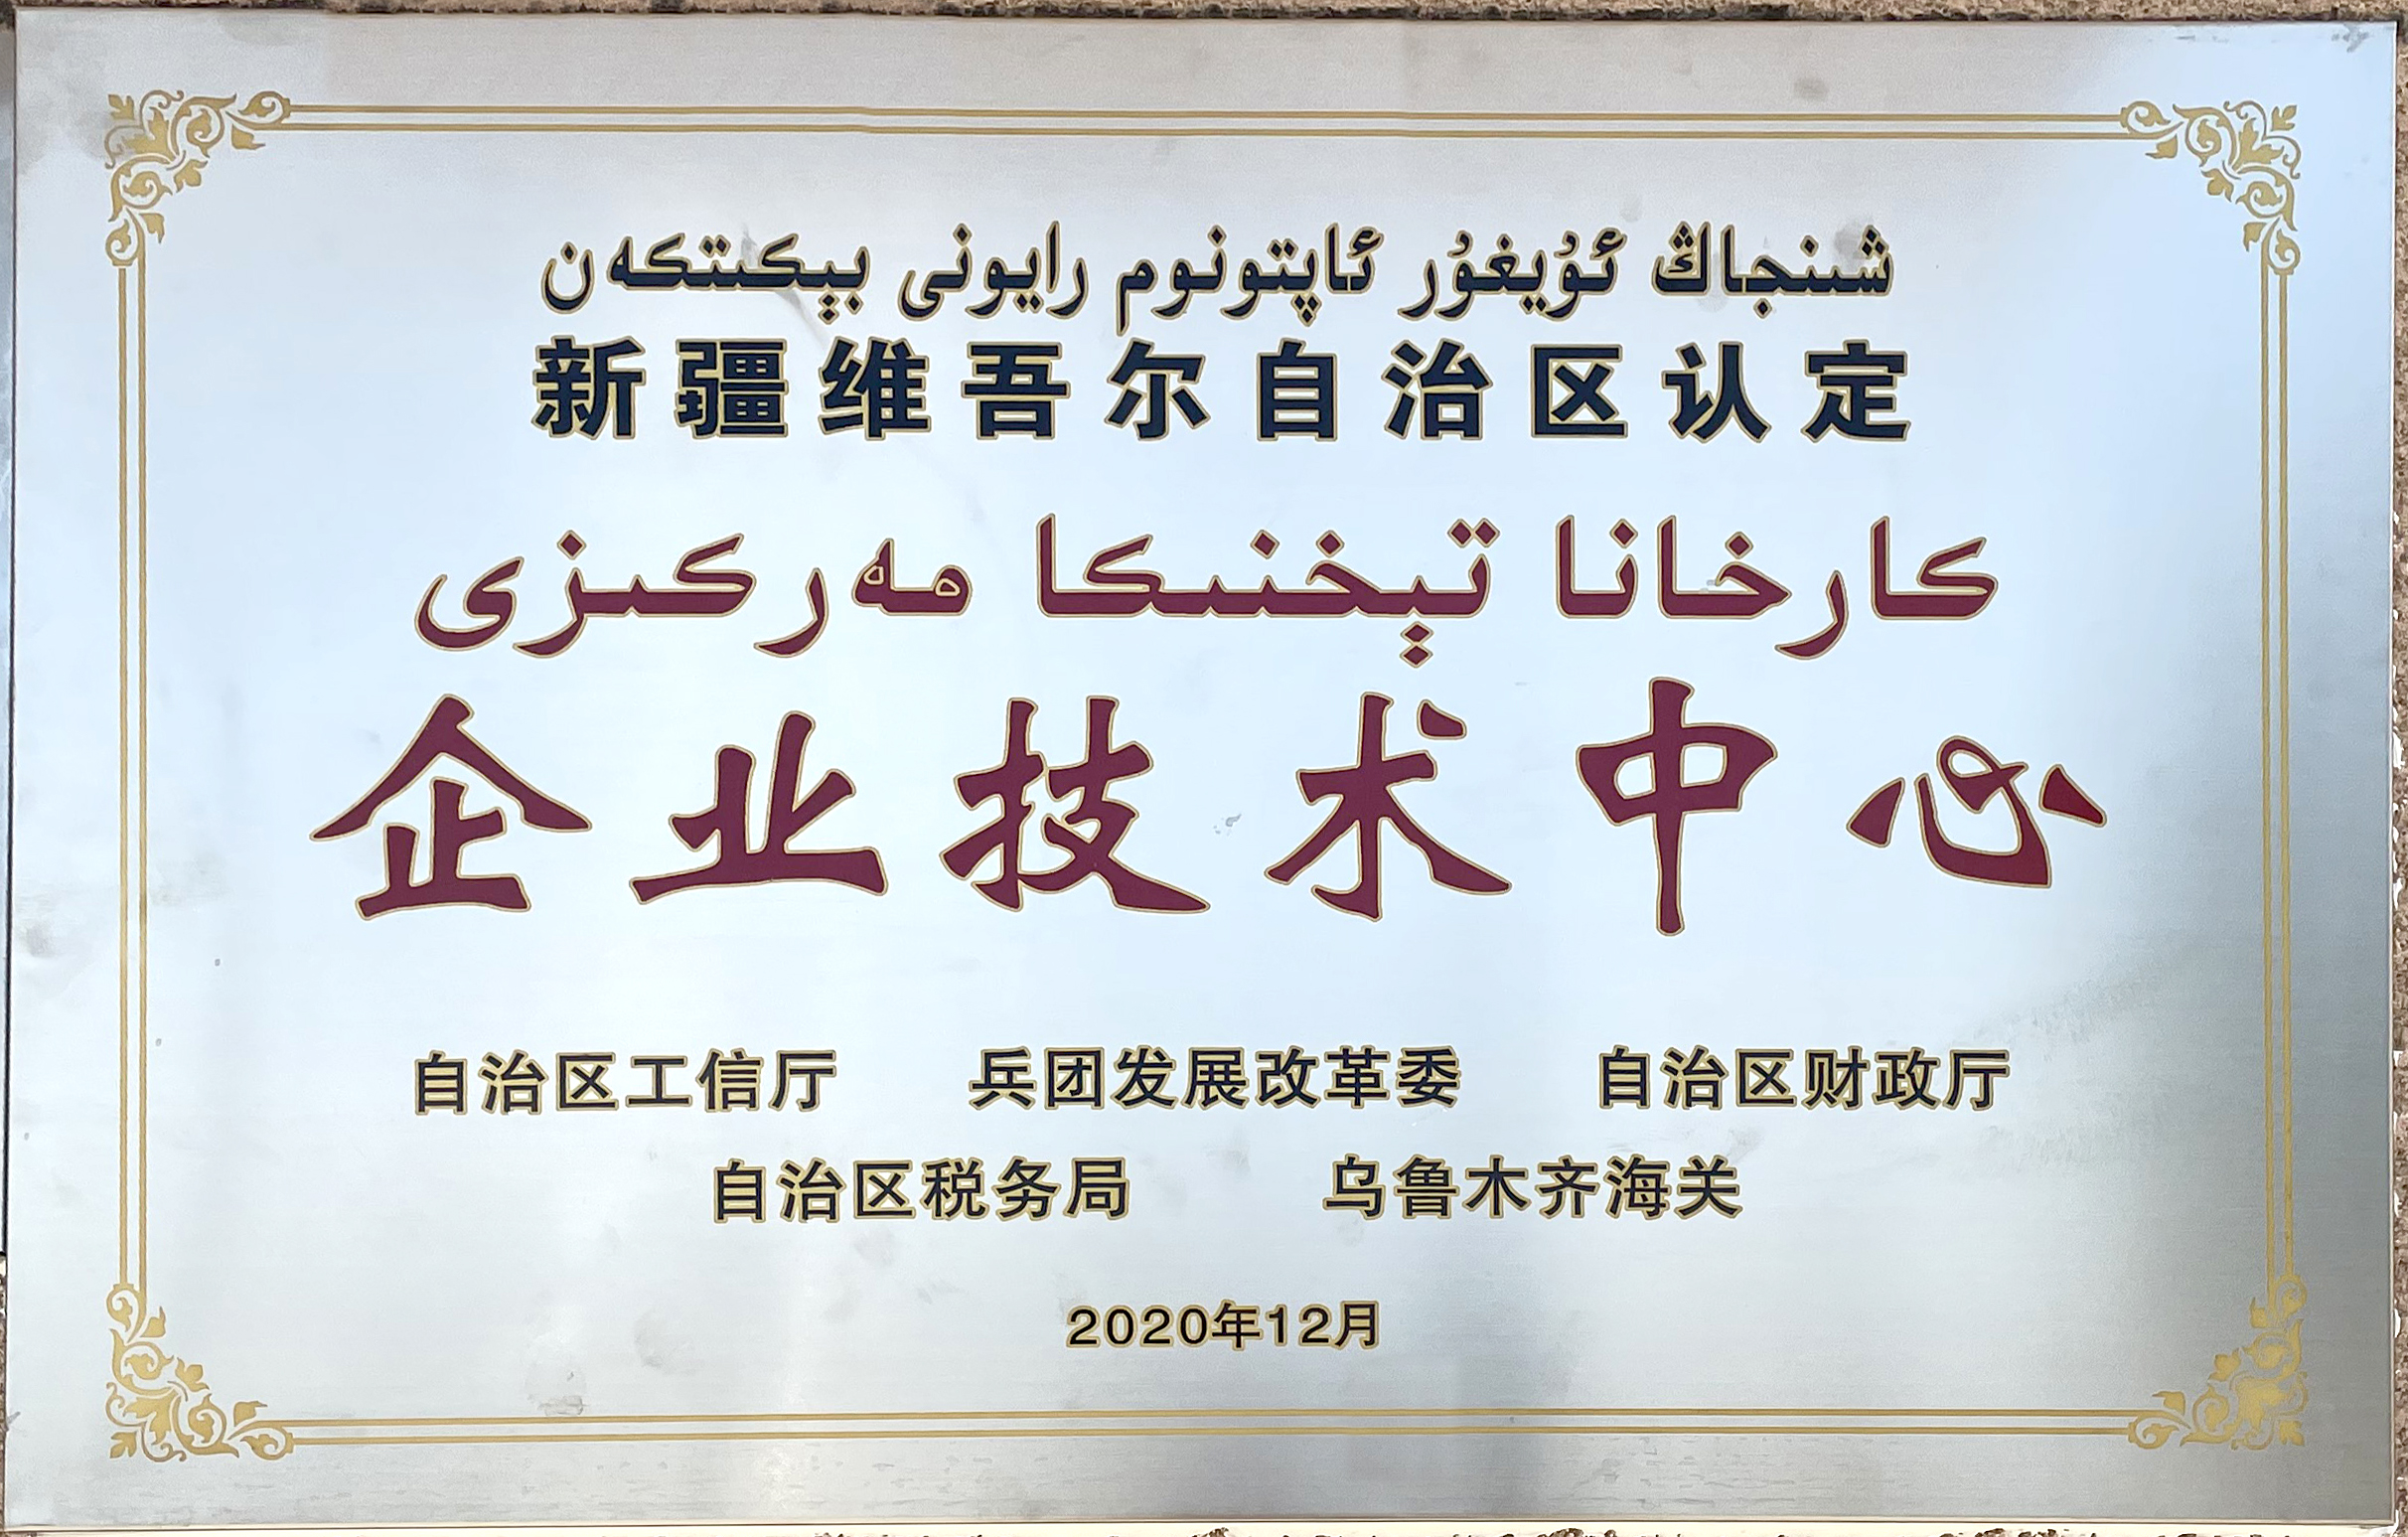 شىنجاڭ ئۇيغۇر ئاپتونوم رايونى بېكىتكەن
新疆维吾尔自治区认定
كارخانا تېخنىكا مەركىزى
企业技术中心
自治区工信厅 兵团发展改革委 自治区财政厅
自治区税务局 乌鲁木齐海关
2020年12月